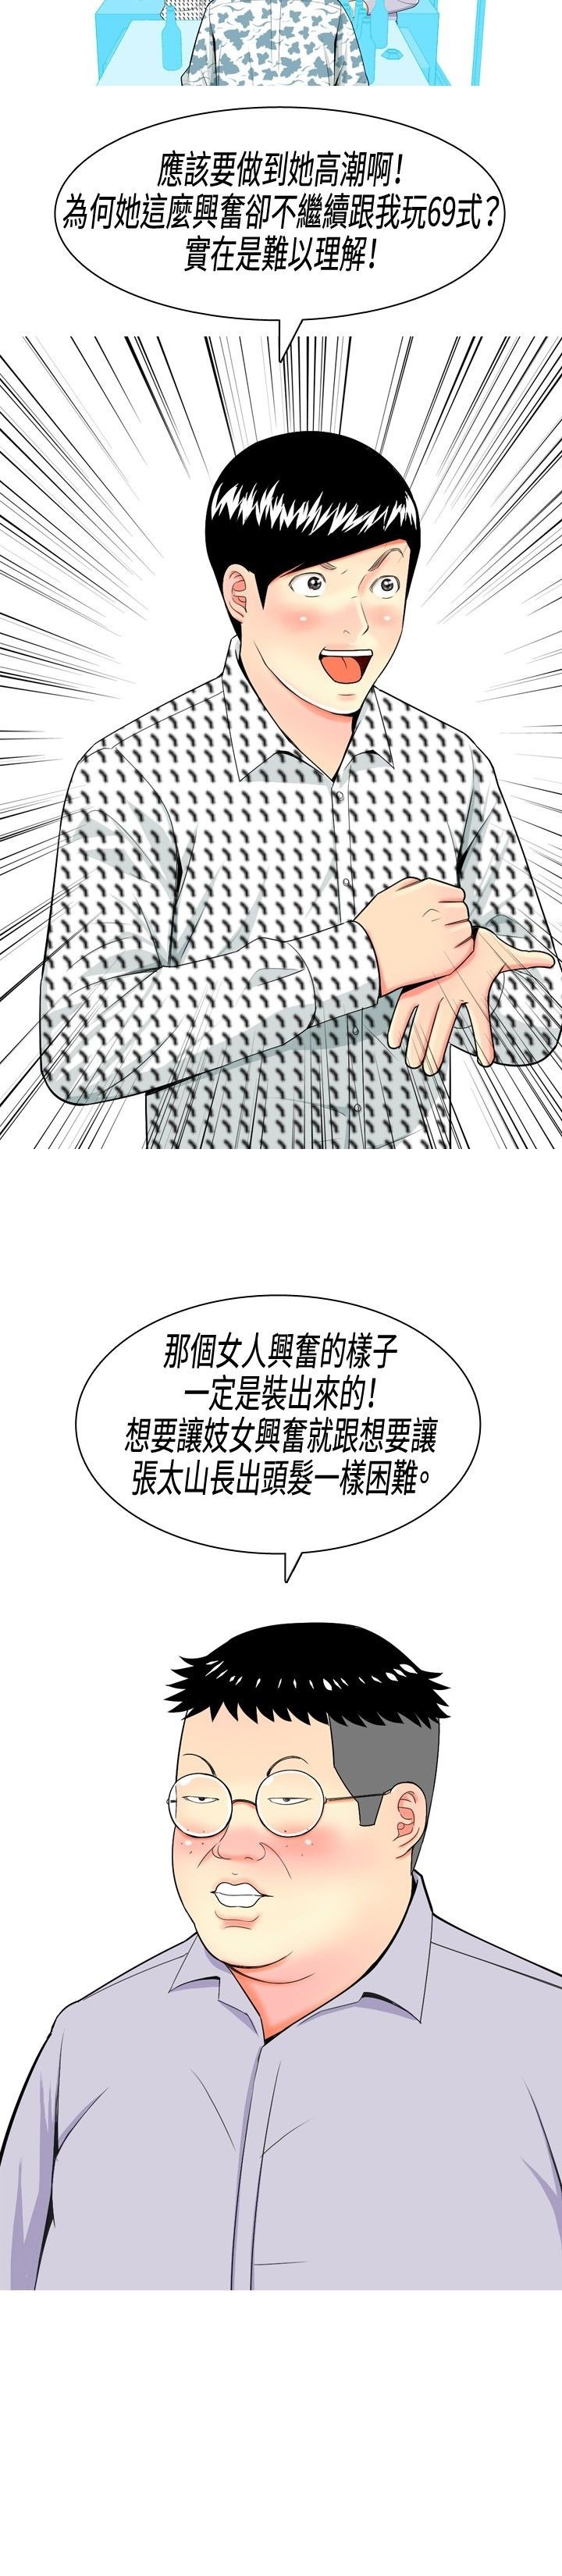 應該要做到她高潮啊!
為何她這麼興奮卻不繼續跟我玩69式?
實在是難以理解!
那個女人興奮的樣子
一定是裝出來的!
想要讓妓女興奮就跟想要讓
張太山長出頭髮一樣困難。